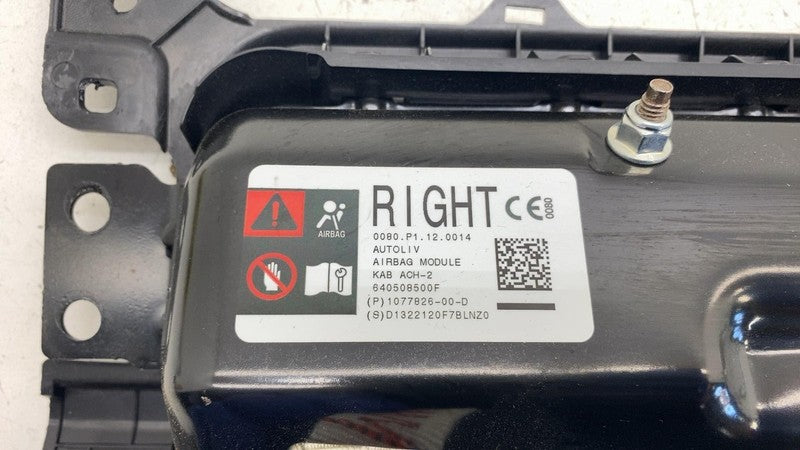 RIGHT CE 0080
AIRBAG
0080.P1.12.0014
AUTOLIV
AIRBAG MODULE
KAB ACH-2
640508500F
(P)1077826-00-D
(S)D1322120F7BLNZ0